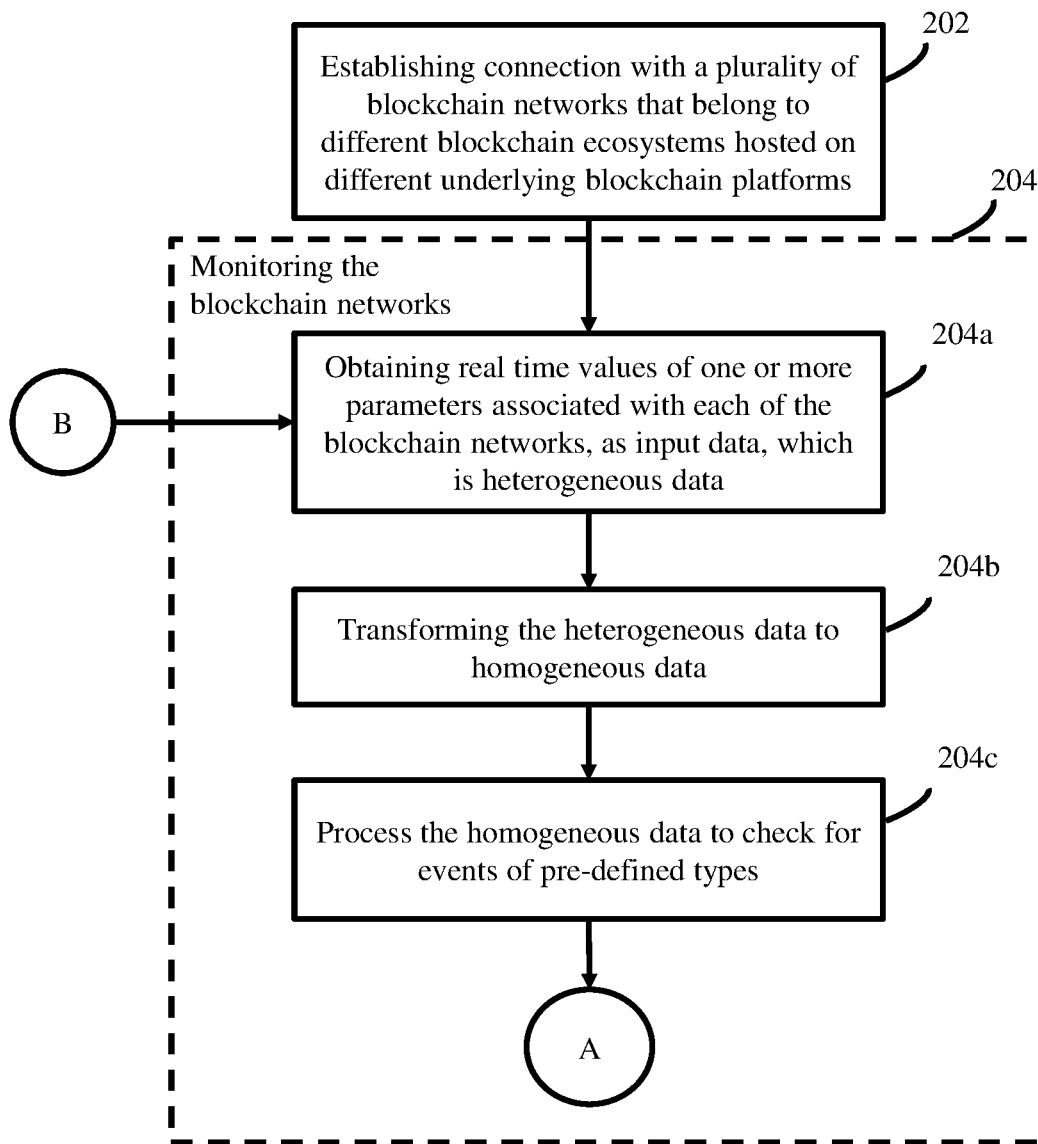 202
Establishing connection with a plurality of
blockchain networks that belong to
different blockchain ecosystems hosted on
different underlying blockchain platforms
204
Monitoring the
blockchain networks
204a
Obtaining real time values of one or more
parameters associated with each of the
blockchain networks, as input data, which
is heterogeneous data
B
204b
Transforming the heterogeneous data to
homogeneous data
204c
Process the homogeneous data to check for
events of pre-defined types
A